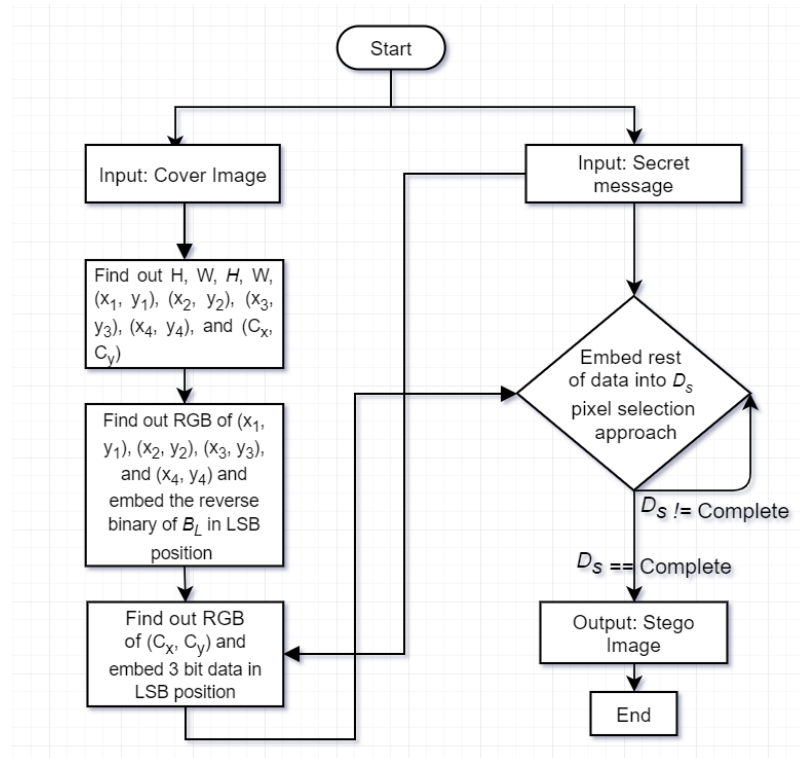 Start
Input: Cover Image
Input: Secret
message
Find out H, W, H, W,
(x₁, y₁), (x₂, y₂), (x₃,
y₃), (x₄, y₄), and (Cₓ,
Cy)
Find out RGB of (x₁,
y₁), (x₂, y₂), (x₃, y₃),
and (x₄, y₄) and
embed the reverse
binary of B_L in LSB
position
Find out RGB
of (Cₓ, Cy) and
embed 3 bit data in
LSB position
Embed rest
of data into Dₛ
pixel selection
approach
Dₛ != Complete
Dₛ == Complete
Output: Stego
Image
End